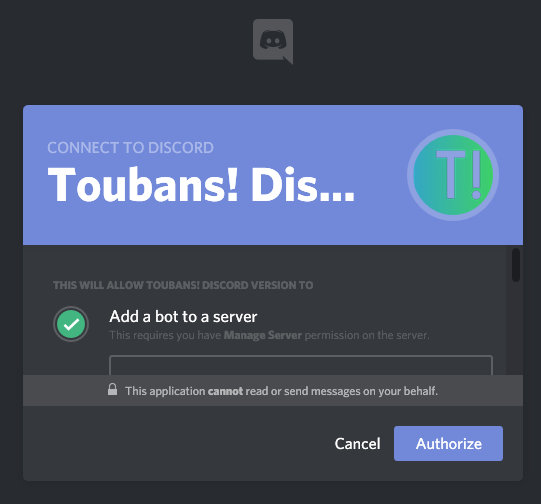 CONNECT TO DISCORD
Toubans! Dis...
T!
THIS WILL ALLOW TOUBANS! DISCORD VERSION TO
Add a bot to a server
This requires you have Manage Server permission on the server.
This application cannot read or send messages on your behalf.
Cancel
Authorize